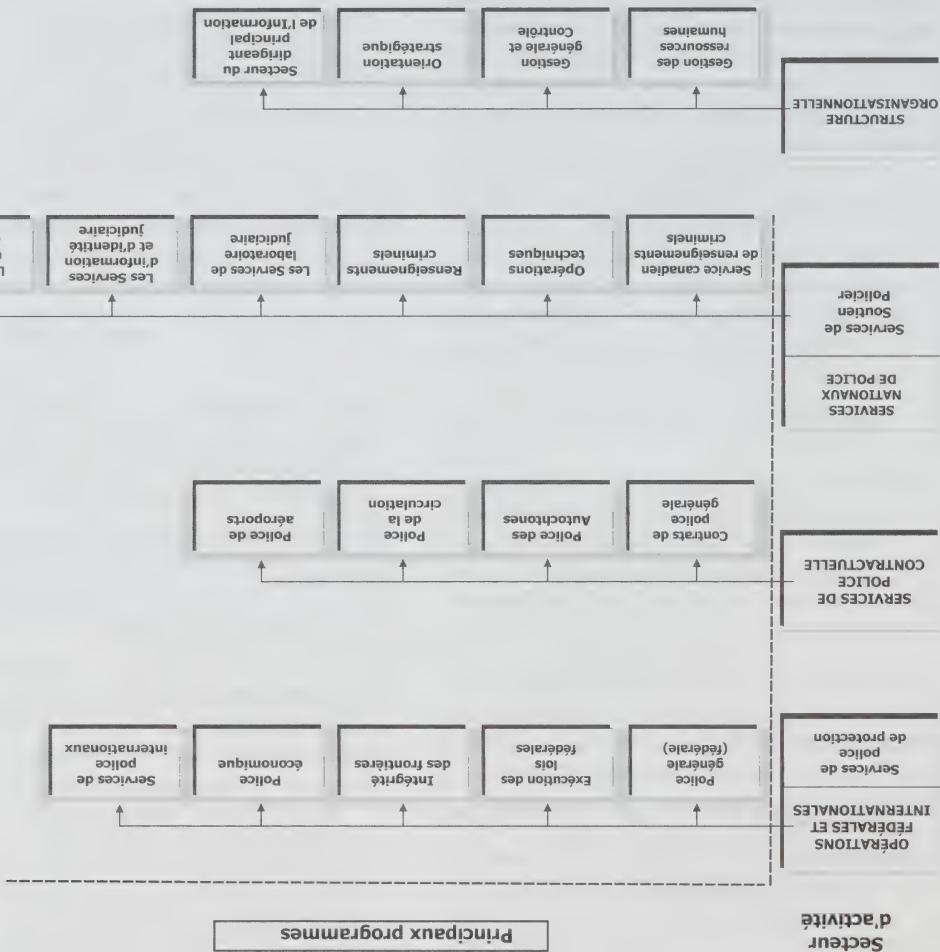 Secteur
d'activité
Principaux programmes
OPÉRATIONS
FÉDÉRALES ET
INTERNATIONALES
Services de
police
de protection
Police
générale
(fédérale)
Exécution des
lois
fédérales
Intégrité
des frontières
Police
économique
Services de
police
internationaux
SERVICES DE
POLICE
CONTRACTUELLE
Contrats de
police
générale
Police des
Autochtones
Police
de la
circulation
Police de
aéroports
SERVICES
NATIONAUX
DE POLICE
Services de
Soutien
Policier
Service canadien
de renseignements
criminels
Opérations
techniques
Renseignements
criminels
Les Services de
laboratoire
judiciaire
Les Services
d'information
et d'identité
judiciaire
STRUCTURE
ORGANISATIONNELLE
Gestion des
ressources
humaines
Gestion
générale et
Contrôle
Orientation
stratégique
Secteur du
dirigeant
principal
de l'Information